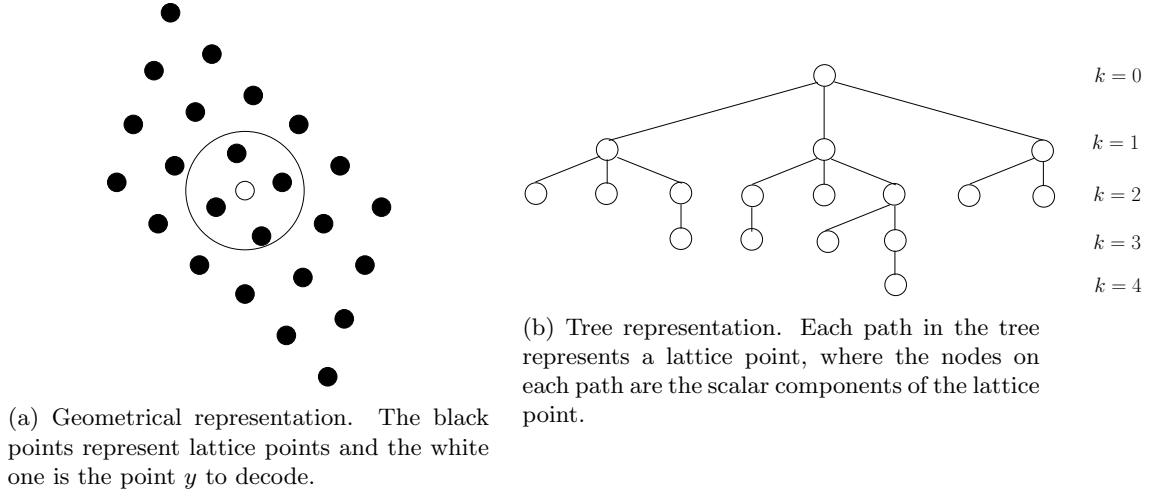 k = 0
k = 1
k = 2
k = 3
k = 4
(a) Geometrical representation. The black
points represent lattice points and the white
one is the point y to decode.
(b) Tree representation. Each path in the tree
represents a lattice point, where the nodes on
each path are the scalar components of the lattice
point.